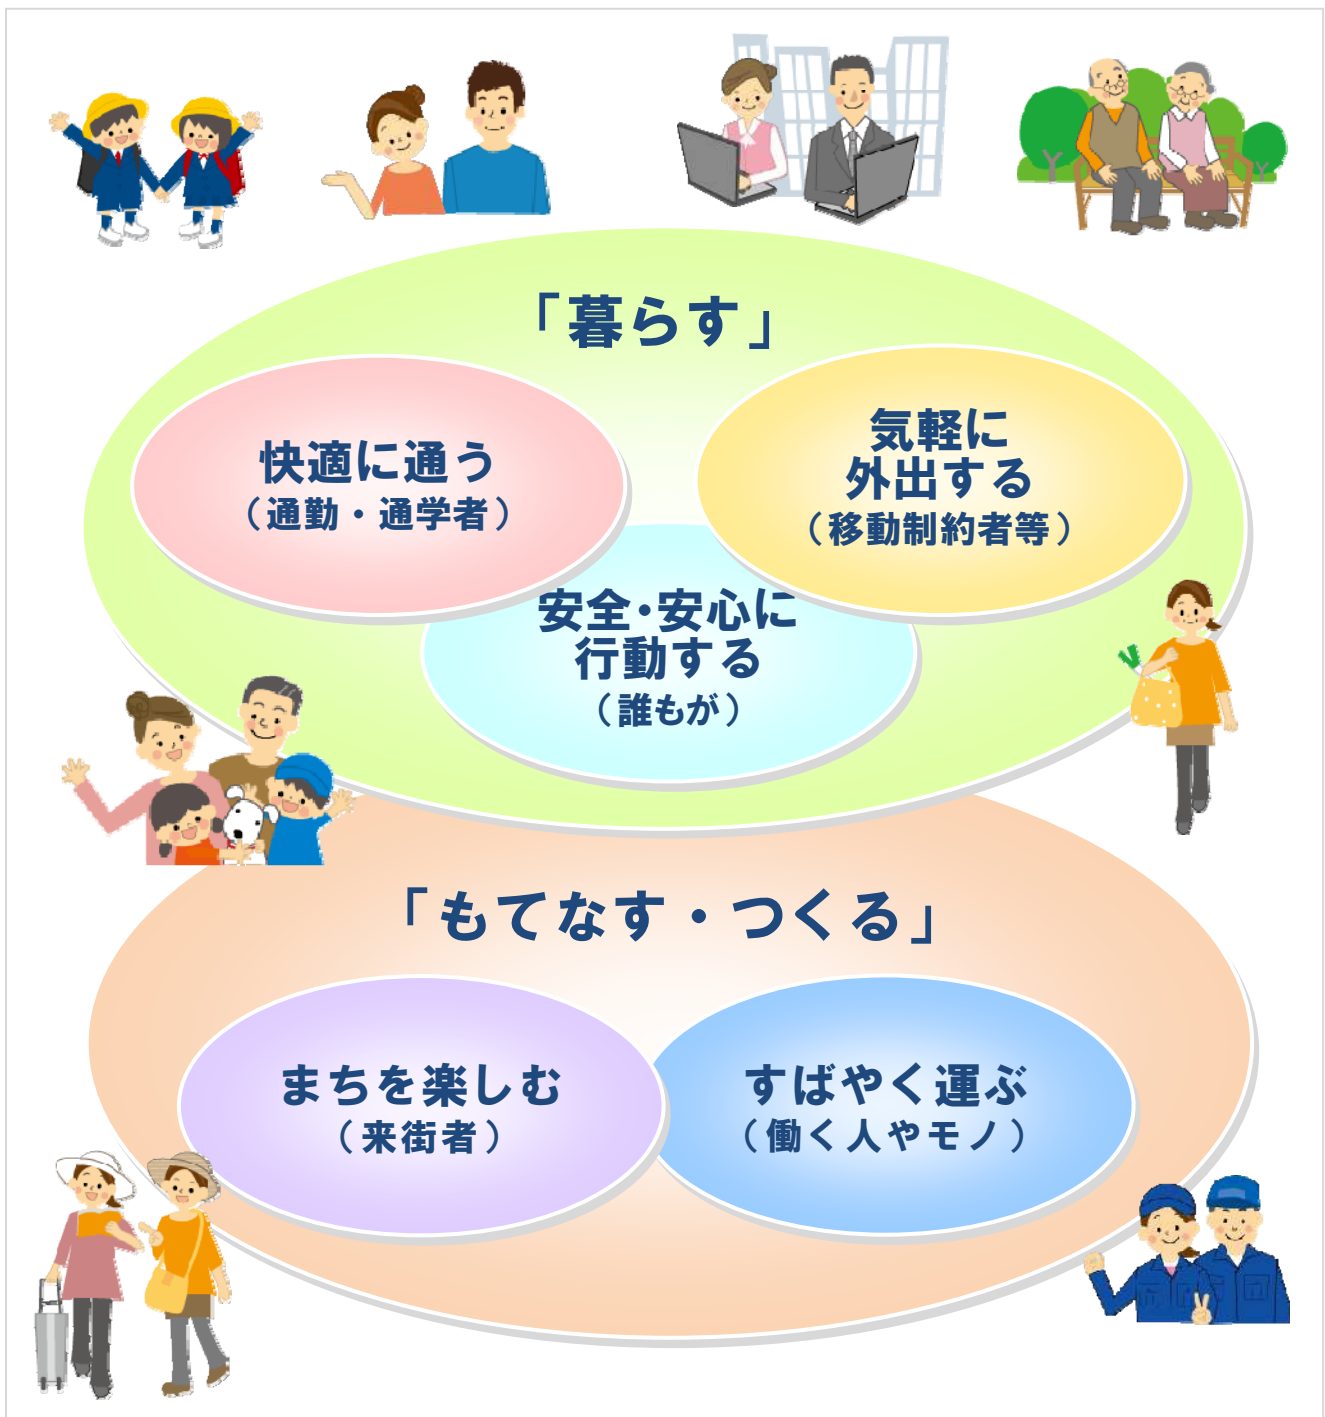 「暮らす」
快適に通う
（通勤・通学者）
気軽に
外出する
（移動制約者等）
安全・安心に
行動する
（誰もが）
「もてなす・つくる」
まちを楽しむ
（来街者）
すばやく運ぶ
（働く人やモノ）